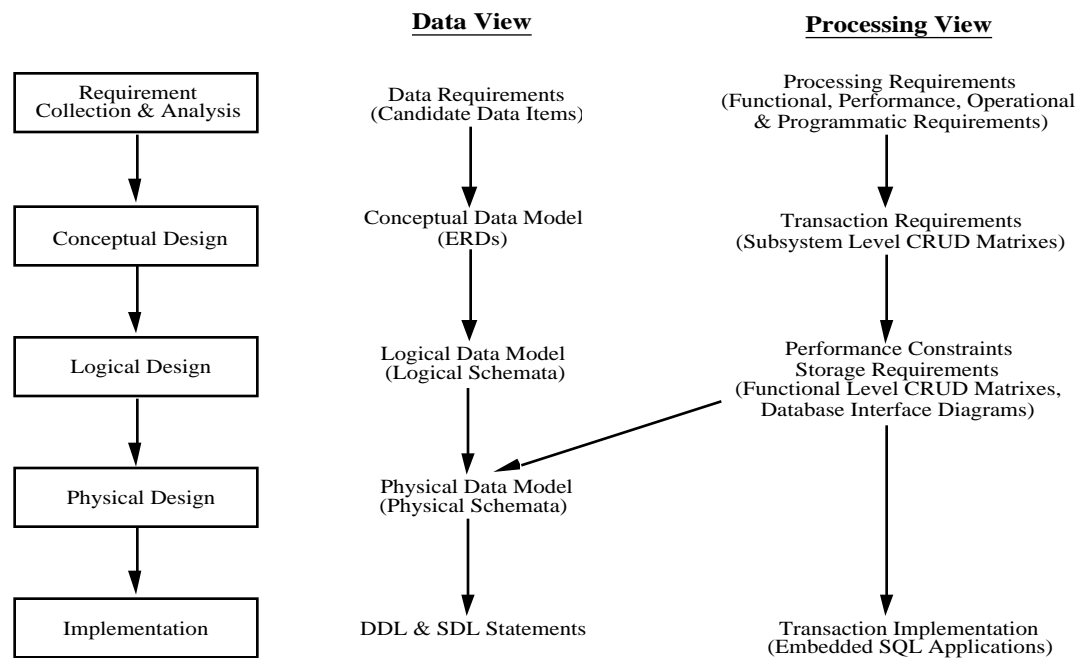 Data View
Processing View
Requirement
Collection & Analysis
Data Requirements
(Candidate Data Items)
Processing Requirements
(Functional, Performance, Operational
& Programmatic Requirements)
Conceptual Design
Conceptual Data Model
(ERDs)
Transaction Requirements
(Subsystem Level CRUD Matrixes)
Logical Design
Logical Data Model
(Logical Schemata)
Performance Constraints
Storage Requirements
(Functional Level CRUD Matrixes,
Database Interface Diagrams)
Physical Design
Physical Data Model
(Physical Schemata)
Implementation
DDL & SDL Statements
Transaction Implementation
(Embedded SQL Applications)